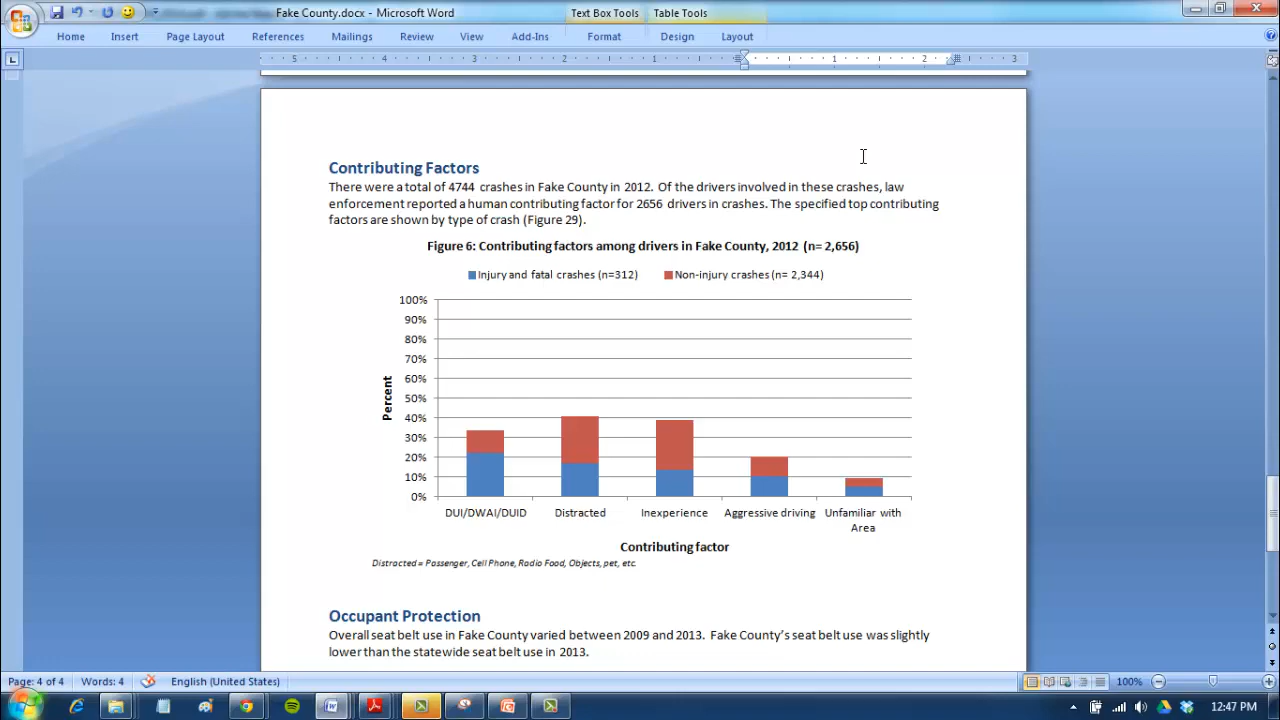 Fake County.docx - Microsoft Word
Text Box Tools
Table Tools
Home Insert Page Layout References Mailings Review View Add-Ins Format Design Layout
5 4 3 2 1 1 2 3
Contributing Factors
There were a total of 4744 crashes in Fake County in 2012. Of the drivers involved in these crashes, law
enforcement reported a human contributing factor for 2656 drivers in crashes. The specified top contributing
factors are shown by type of crash (Figure 29).
Figure 6: Contributing factors among drivers in Fake County, 2012 (n= 2,656)
Injury and fatal crashes (n=312) Non-injury crashes (n= 2,344)
100%
90%
80%
70%
60%
50%
40%
30%
20%
10%
0%
Percent
DUI/DWAI/DUID Distracted Inexperience Aggressive driving Unfamiliar with
Area
Contributing factor
Distracted = Passenger, Cell Phone, Radio Food, Objects, pet, etc.
Occupant Protection
Overall seat belt use in Fake County varied between 2009 and 2013. Fake County's seat belt use was slightly
lower than the statewide seat belt use in 2013.
Page: 4 of 4 Words: 4 English (United States) 100%
12:47 PM